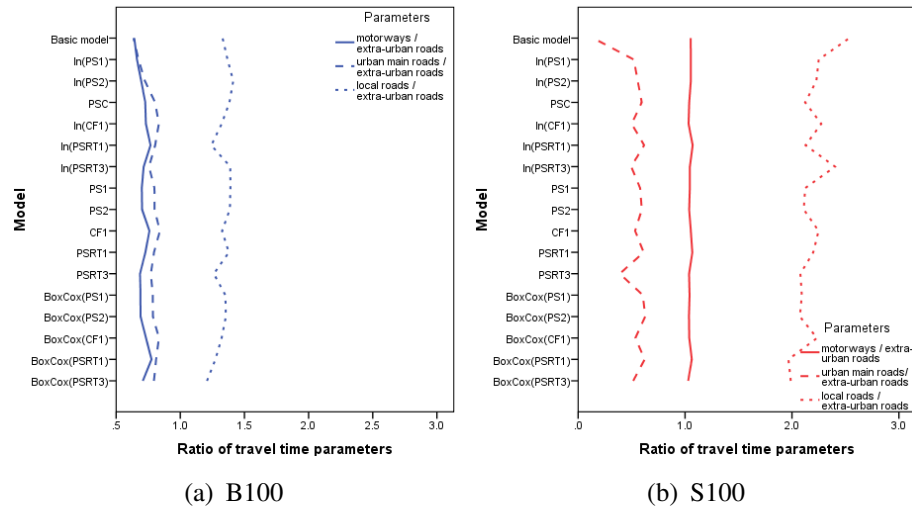 Parameters
motorways /
extra-urban roads
urban main roads /
extra-urban roads
local roads /
extra-urban roads
Model
Basic model
ln(PS1)
ln(PS2)
PSC
ln(CF1)
ln(PSRT1)
ln(PSRT3)
PS1
PS2
CF1
PSRT1
PSRT3
BoxCox(PS1)
BoxCox(PS2)
BoxCox(CF1)
BoxCox(PSRT1)
BoxCox(PSRT3)
.5 1.0 1.5 2.0 2.5 3.0
Ratio of travel time parameters
(a) B100
Model
Basic model
ln(PS1)
ln(PS2)
PSC
ln(CF1)
ln(PSRT1)
ln(PSRT3)
PS1
PS2
CF1
PSRT1
PSRT3
BoxCox(PS1)
BoxCox(PS2)
BoxCox(CF1)
BoxCox(PSRT1)
BoxCox(PSRT3)
Parameters
motorways / extra-
urban roads
urban main roads/
extra-urban roads
local roads /
extra-urban roads
.0 1.0 2.0 3.0
Ratio of travel time parameters
(b) S100